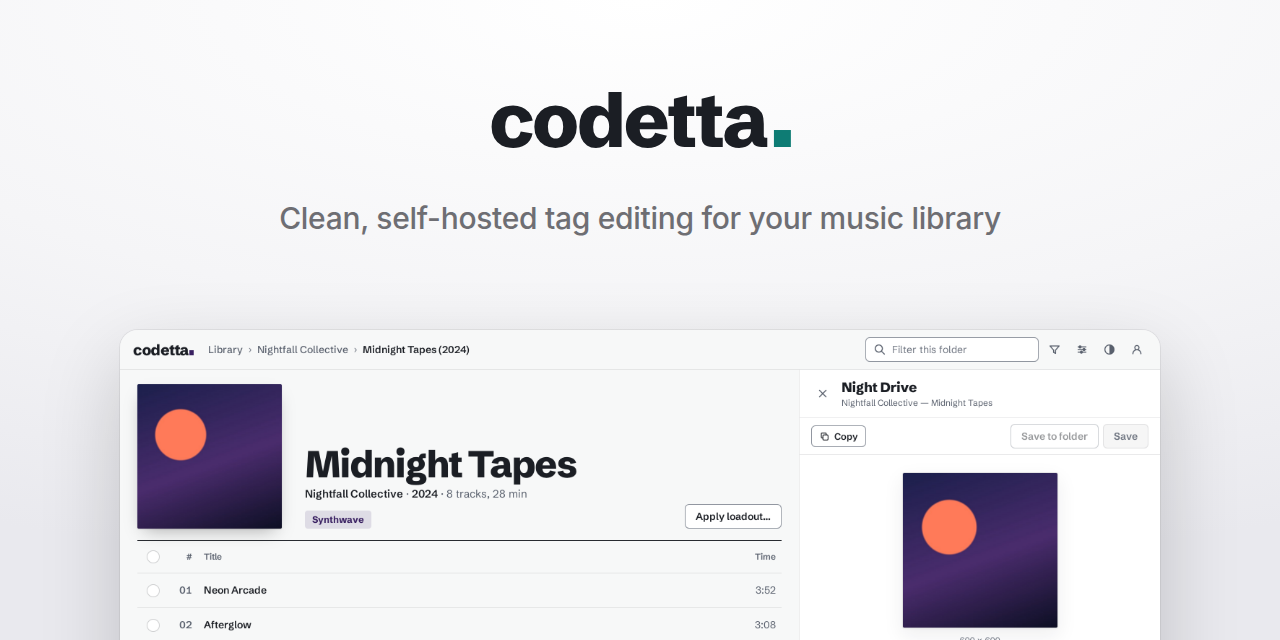 codetta.
Clean, self-hosted tag editing for your music library
codetta. Library › Nightfall Collective › Midnight Tapes (2024)
Filter this folder
Midnight Tapes
Nightfall Collective · 2024 · 8 tracks, 28 min
Synthwave
Apply loadout...
# Title Time
01 Neon Arcade 3:52
02 Afterglow 3:08
Night Drive
Nightfall Collective — Midnight Tapes
Copy Save to folder Save